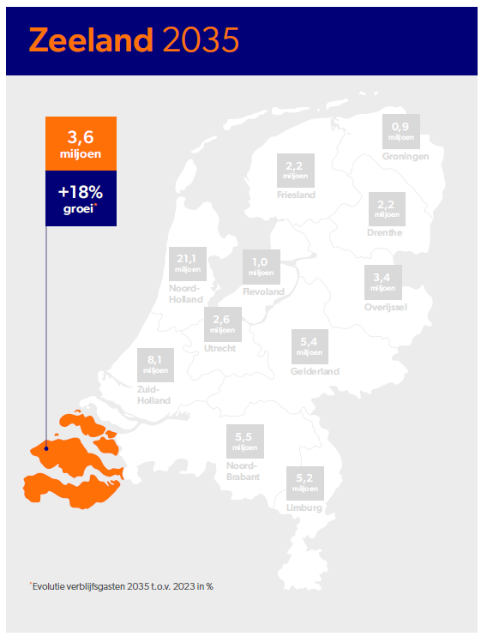 Zeeland 2035
3,6
miljoen
+18%
groei*
0,9
miljoen
Groningen
2,2
miljoen
Friesland
2,2
miljoen
Drenthe
21,1
miljoen
Noord-
Holland
1,0
miljoen
Flevoland
3,4
miljoen
Overijssel
2,6
miljoen
Utrecht
5,4
miljoen
Gelderland
8,1
miljoen
Zuid-
Holland
5,5
miljoen
Noord-
Brabant
5,2
miljoen
Limburg
*Evolutie verblijfsgasten 2035 t.o.v. 2023 in %